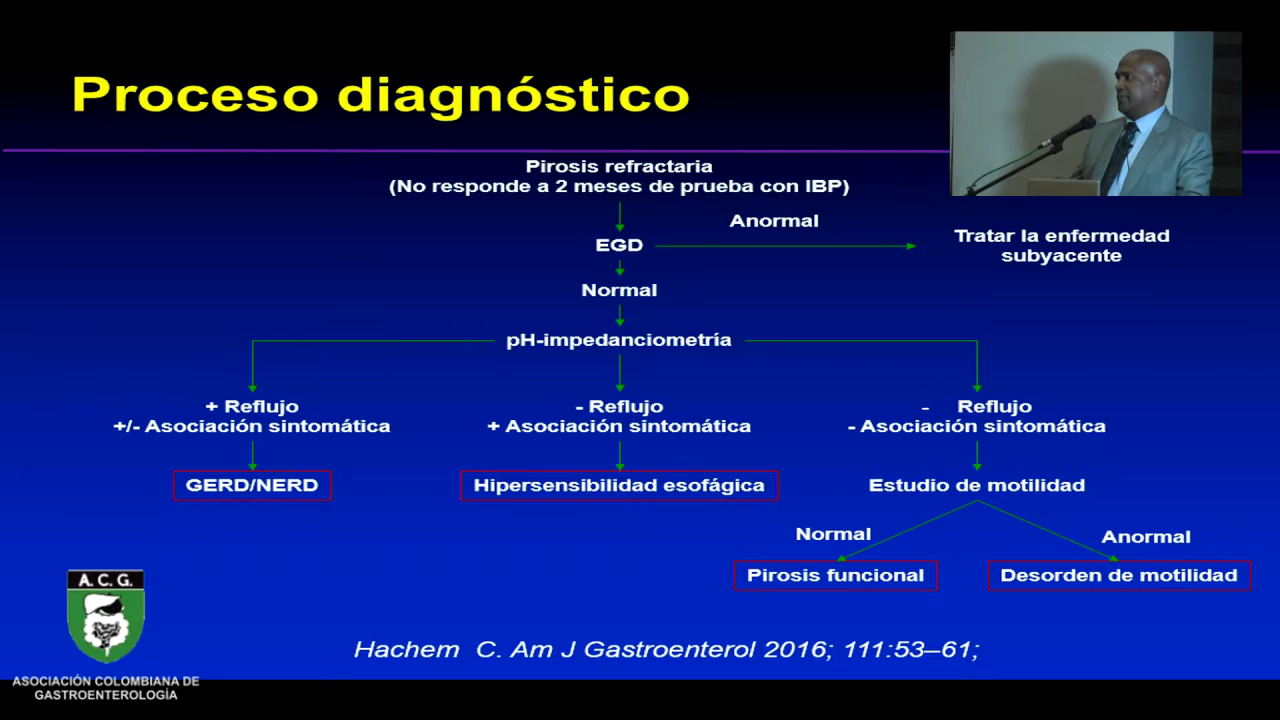 Proceso diagnóstico
Pirosis refractaria
(No responde a 2 meses de prueba con IBP)
Anormal
EGD
Tratar la enfermedad
subyacente
Normal
pH-impedanciometría
+ Reflujo
+/- Asociación sintomática
- Reflujo
+ Asociación sintomática
- Reflujo
- Asociación sintomática
GERD/NERD
Hipersensibilidad esofágica
Estudio de motilidad
Normal
Anormal
Pirosis funcional
Desorden de motilidad
A. C. G.
Hachem C. Am J Gastroenterol 2016; 111:53–61;
ASOCIACIÓN COLOMBIANA DE
GASTROENTEROLOGÍA